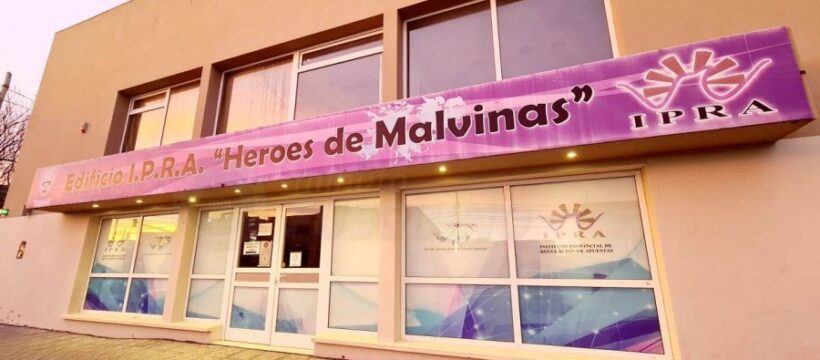 Edificio I.P.R.A. “Heroes de Malvinas”
IPRA
IPRA
INSTITUTO PROVINCIAL DE
REGULACION DE APUESTAS